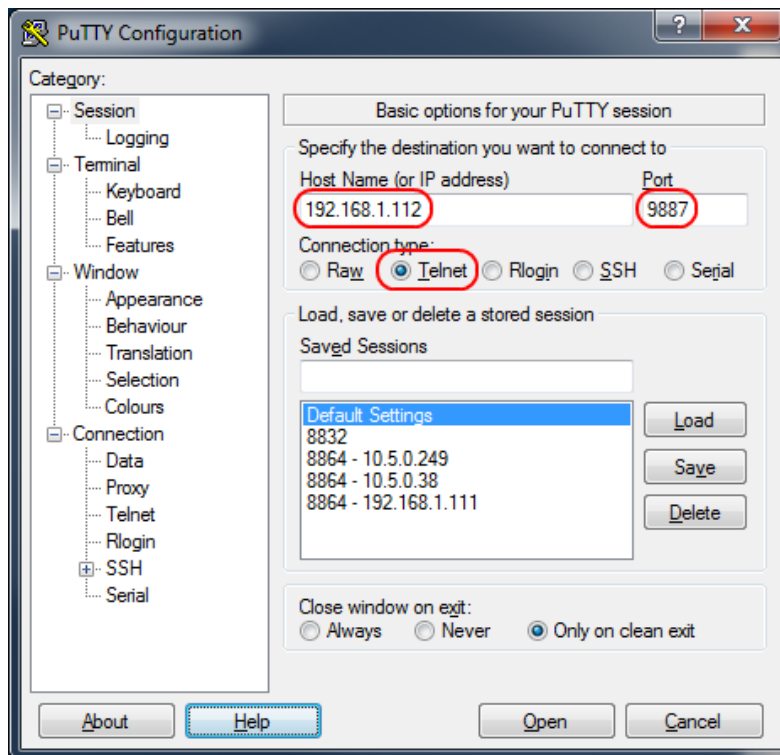 PuTTY Configuration
?
X
Category:
Session
Logging
Terminal
Keyboard
Bell
Features
Window
Appearance
Behaviour
Translation
Selection
Colours
Connection
Data
Proxy
Telnet
Rlogin
SSH
Serial
Basic options for your PuTTY session
Specify the destination you want to connect to
Host Name (or IP address) Port
192.168.1.112 9887
Connection type:
Raw Telnet Rlogin SSH Serial
Load, save or delete a stored session
Saved Sessions
Default Settings
8832
8864 - 10.5.0.249
8864 - 10.5.0.38
8864 - 192.168.1.111
Load
Save
Delete
Close window on exit:
Always Never Only on clean exit
About Help Open Cancel